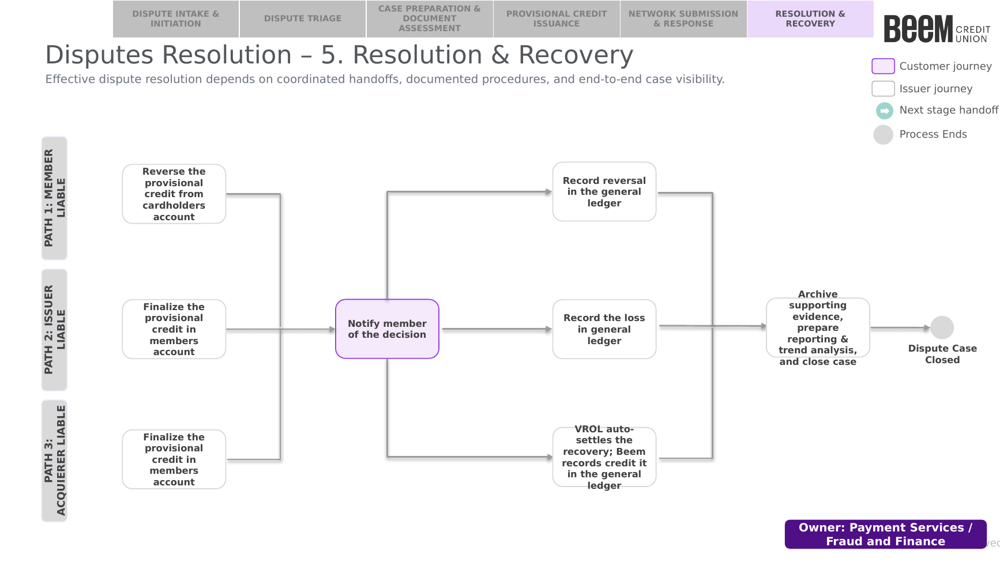 DISPUTE INTAKE &
INITIATION
DISPUTE TRIAGE
CASE PREPARATION &
DOCUMENT
ASSESSMENT
PROVISIONAL CREDIT
ISSUANCE
NETWORK SUBMISSION
& RESPONSE
RESOLUTION &
RECOVERY
BEEM CREDIT
UNION
Disputes Resolution – 5. Resolution & Recovery
Effective dispute resolution depends on coordinated handoffs, documented procedures, and end-to-end case visibility.
Customer journey
Issuer journey
Next stage handoff
Process Ends
PATH 1: MEMBER
LIABLE
Reverse the
provisional
credit from
cardholders
account
Record reversal
in the general
ledger
PATH 2: ISSUER
LIABLE
Finalize the
provisional
credit in
members
account
Notify member
of the decision
Record the loss
in general
ledger
Archive
supporting
evidence,
prepare
reporting &
trend analysis,
and close case
Dispute Case
Closed
PATH 3:
ACQUIERER LIABLE
Finalize the
provisional
credit in
members
account
VROL auto-
settles the
recovery; Beem
records credit it
in the general
ledger
Owner: Payment Services /
Fraud and Finance